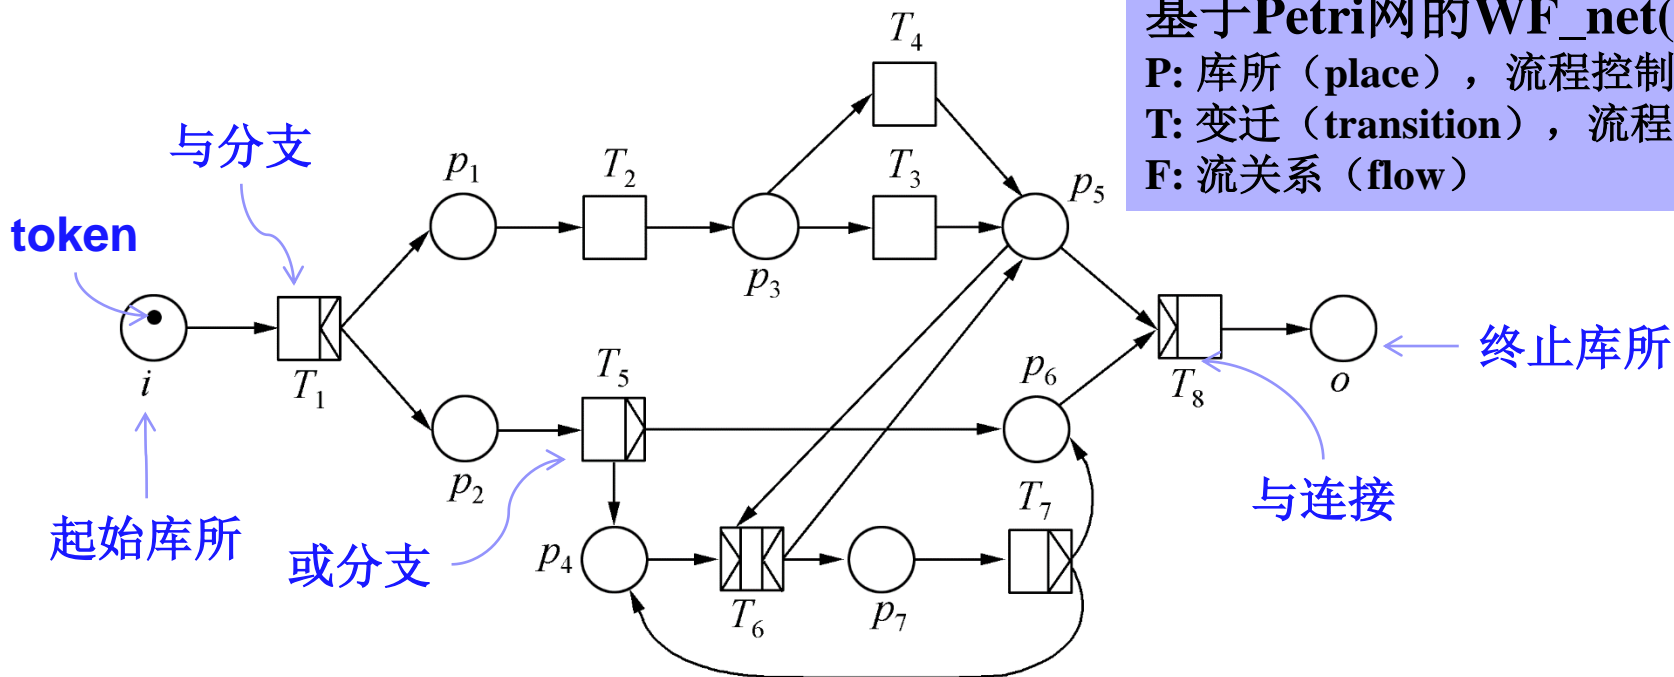 基于Petri网的WF_net(
P: 库所（place），流程控制
T: 变迁（transition），流程
F: 流关系（flow）
T4
与分支
p1
T2
T3
p5
token
p3
i
T1
T5
p6
T8
o
终止库所
p2
T7
与连接
起始库所
或分支
p4
T6
p7